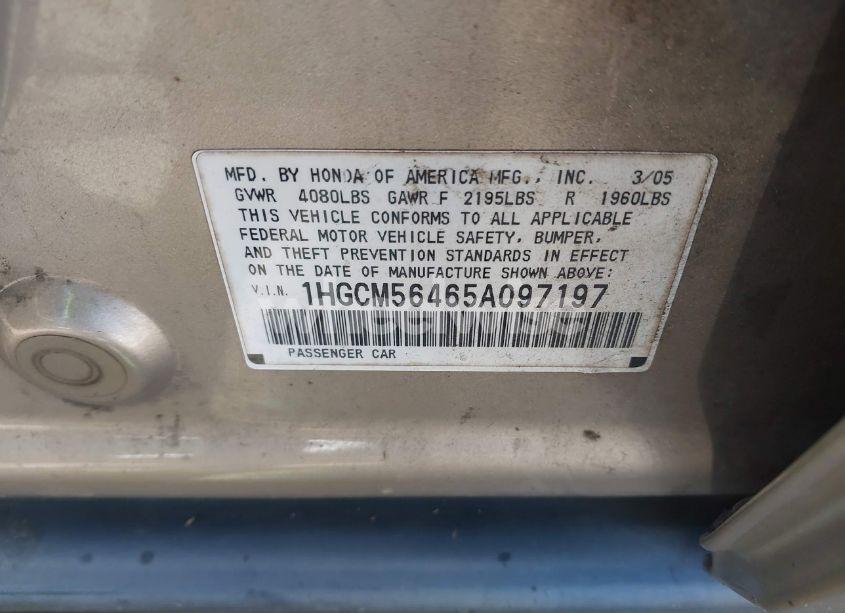 MFD. BY HONDA OF AMERICA MFG., INC. 3/05
GVWR 4080LBS GAWR F 2195LBS R 1960LBS
THIS VEHICLE CONFORMS TO ALL APPLICABLE
FEDERAL MOTOR VEHICLE SAFETY, BUMPER,
AND THEFT PREVENTION STANDARDS IN EFFECT
ON THE DATE OF MANUFACTURE SHOWN ABOVE:
V.I.N. 1HGCM56465A097197
PASSENGER CAR